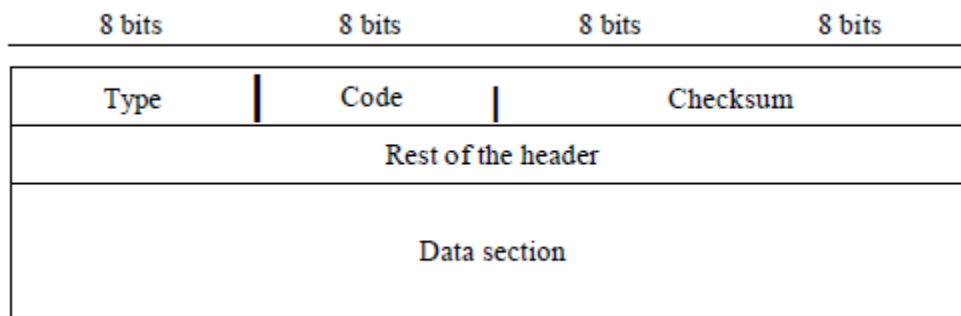 8 bits 8 bits 8 bits 8 bits
Type Code Checksum
Rest of the header
Data section